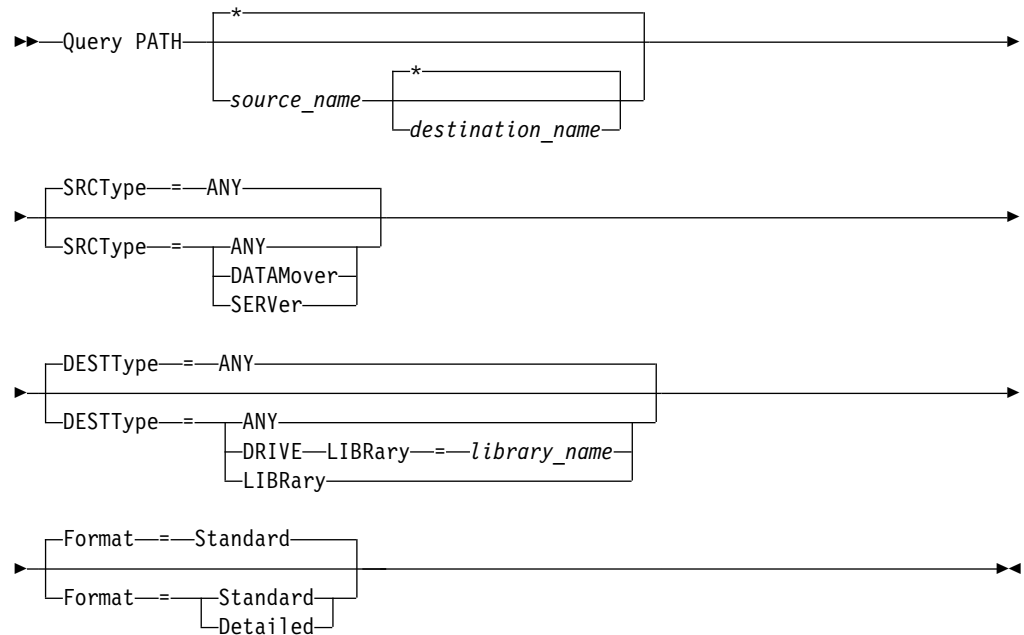 *
Query PATH
*
source_name
destination_name
SRCType = ANY
SRCType = ANY
DATAMover
SERVer
DESTType = ANY
DESTType = ANY
DRIVE LIBRary = library_name
LIBRary
Format = Standard
Format = Standard
Detailed